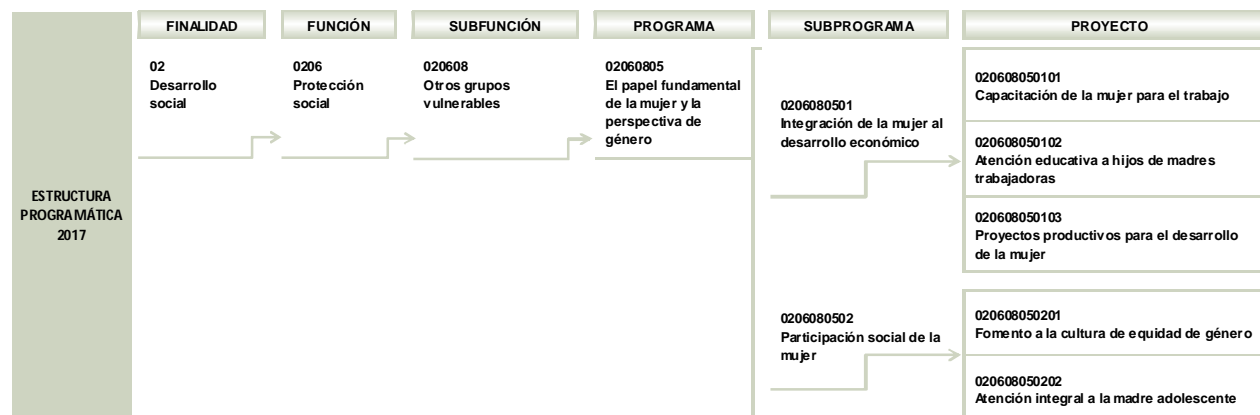 FINALIDAD
FUNCIÓN
SUBFUNCIÓN
PROGRAMA
SUBPROGRAMA
PROYECTO
ESTRUCTURA
PROGRAMÁTICA
2017
02
Desarrollo
social
0206
Protección
social
020608
Otros grupos
vulnerables
02060805
El papel fundamental
de la mujer y la
perspectiva de
género
0206080501
Integración de la mujer al
desarrollo económico
020608050101
Capacitación de la mujer para el trabajo
020608050102
Atención educativa a hijos de madres
trabajadoras
020608050103
Proyectos productivos para el desarrollo
de la mujer
0206080502
Participación social de la
mujer
020608050201
Fomento a la cultura de equidad de género
020608050202
Atención integral a la madre adolescente